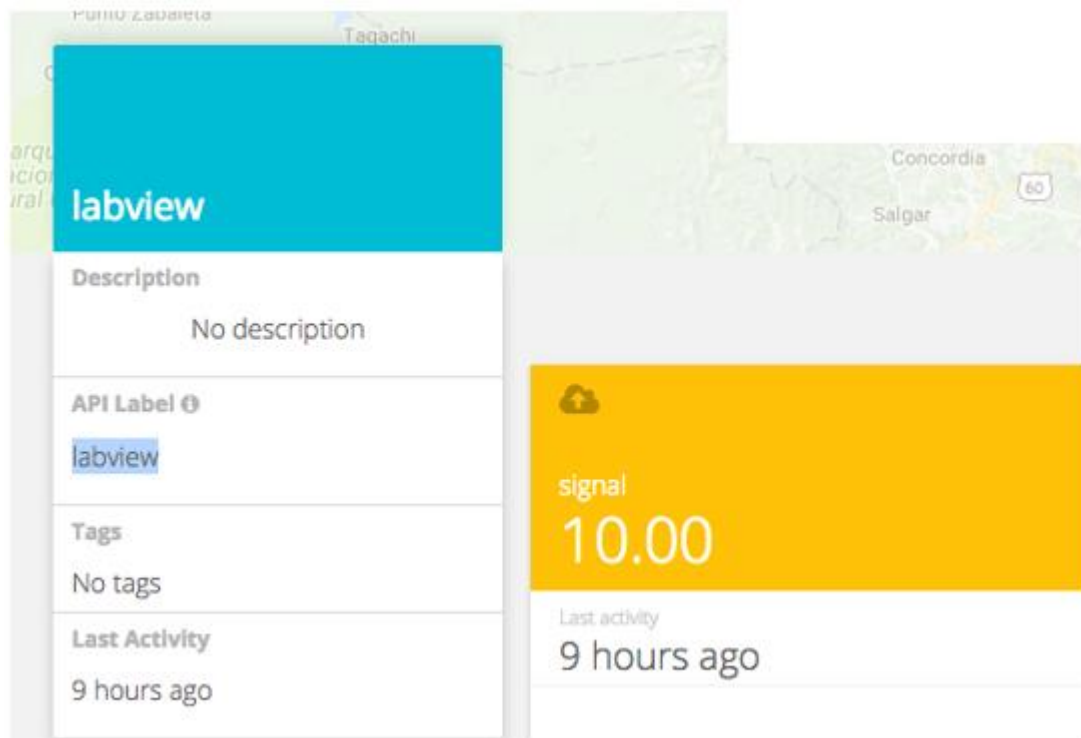 Punto Zabaleta
Tagachi
Concordia
60
Salgar
labview
Description
No description
API Label
labview
Tags
No tags
Last Activity
9 hours ago
signal
10.00
Last activity
9 hours ago